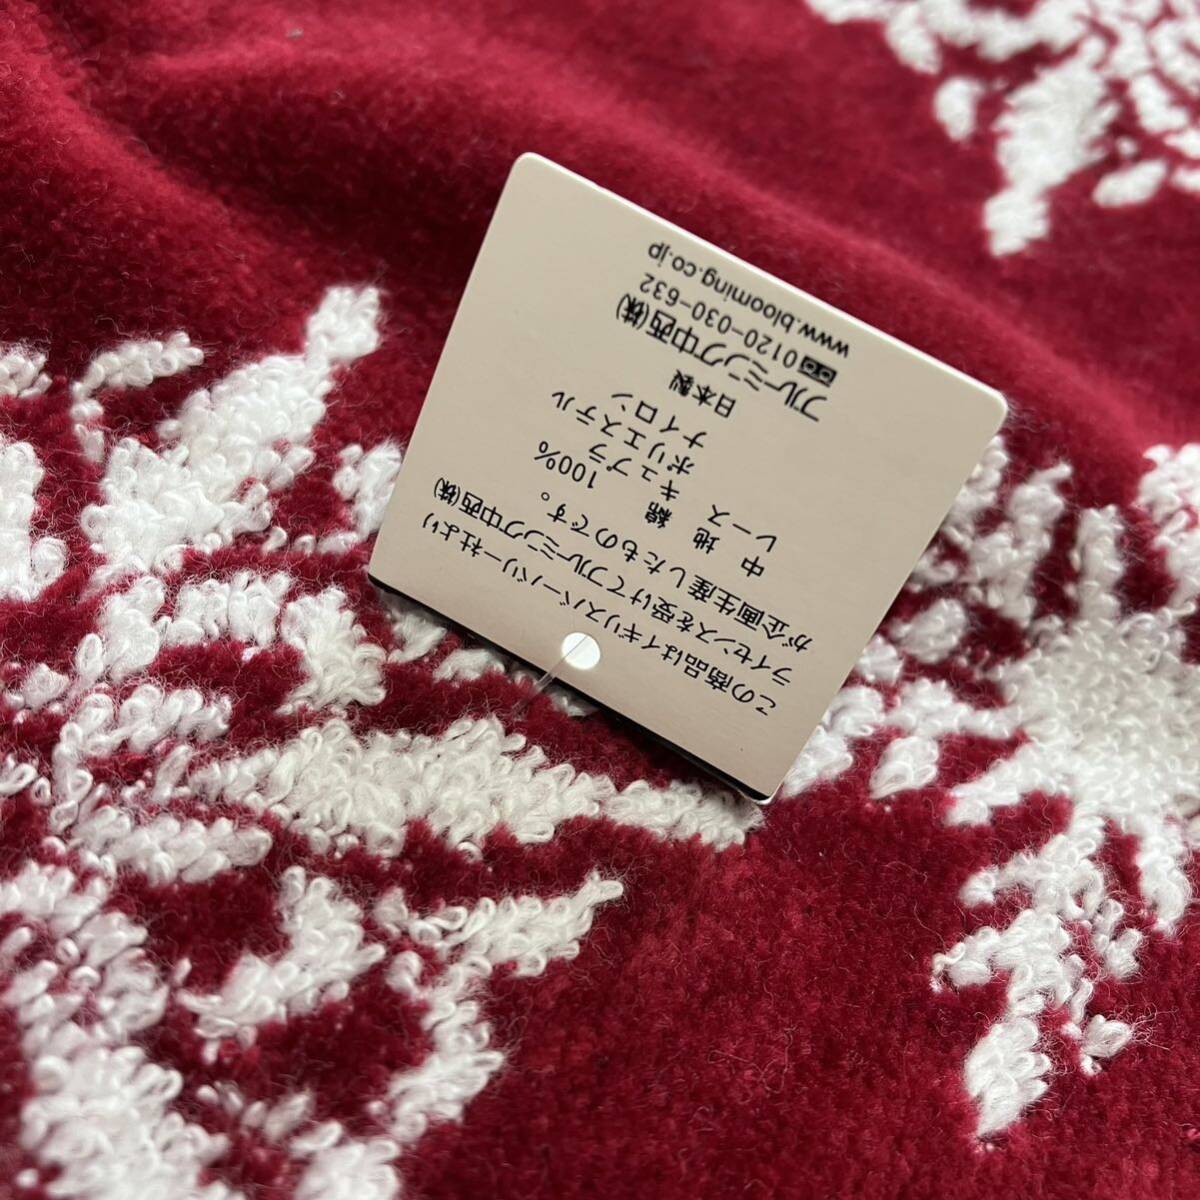 この商品はイギリスバーバリー社より
ライセンスを受けてブルーミング中西(株)
が企画生産したものです。
中 地 綿 100%
レース キュプラ
ポリエステル
ナイロン
日本製
ブルーミング中西(株)
0120-030-632
www.blooming.co.jp